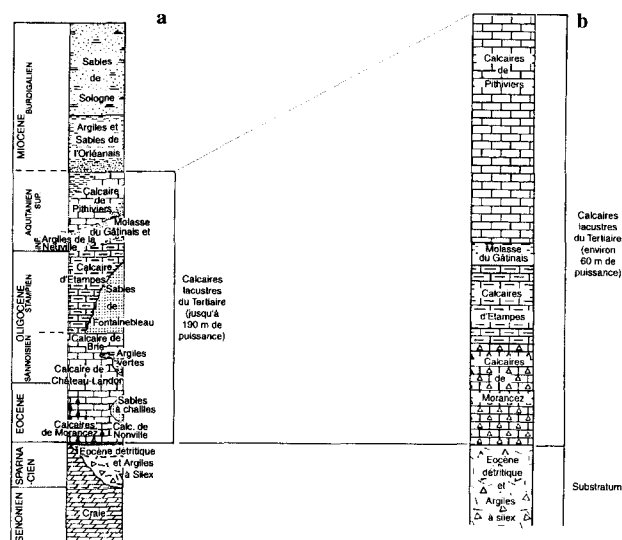 a
b
MIOCENE
BURDIGALIEN
Sables
de
Sologne
Argiles et
Sables de
l'Orléanais
AQUITANIEN
SUP.
INF.
Calcaire
de
Pithiviers
Molasse
du Gâtinais et
Argiles de la
Neuville
OLIGOCENE
STAMPIEN
Calcaire
d'Etampes
Sables
de
Fontainebleau
SANNOISIEN
Calcaire de
Brie
Argiles
vertes
Calcaire de
Château-Landon
EOCENE
Sables
à chailles
Calcaires
de Morancez
Calc. de
Nonville
SPARNA
-CIEN
Eocène détritique
et Argiles
à Silex
SENONIEN
Craie
Calcaires
lacustres
du Tertiaire
(jusqu'à
190 m de
puissance)
Calcaires
de
Pithiviers
Molasse
du Gâtinais
Calcaires
d'Etampes
Calcaires
de
Morancez
Eocène
détritique
et
Argiles
à silex
Calcaires
lacustres
du Tertiaire
(environ
60 m de
puissance)
Substratum